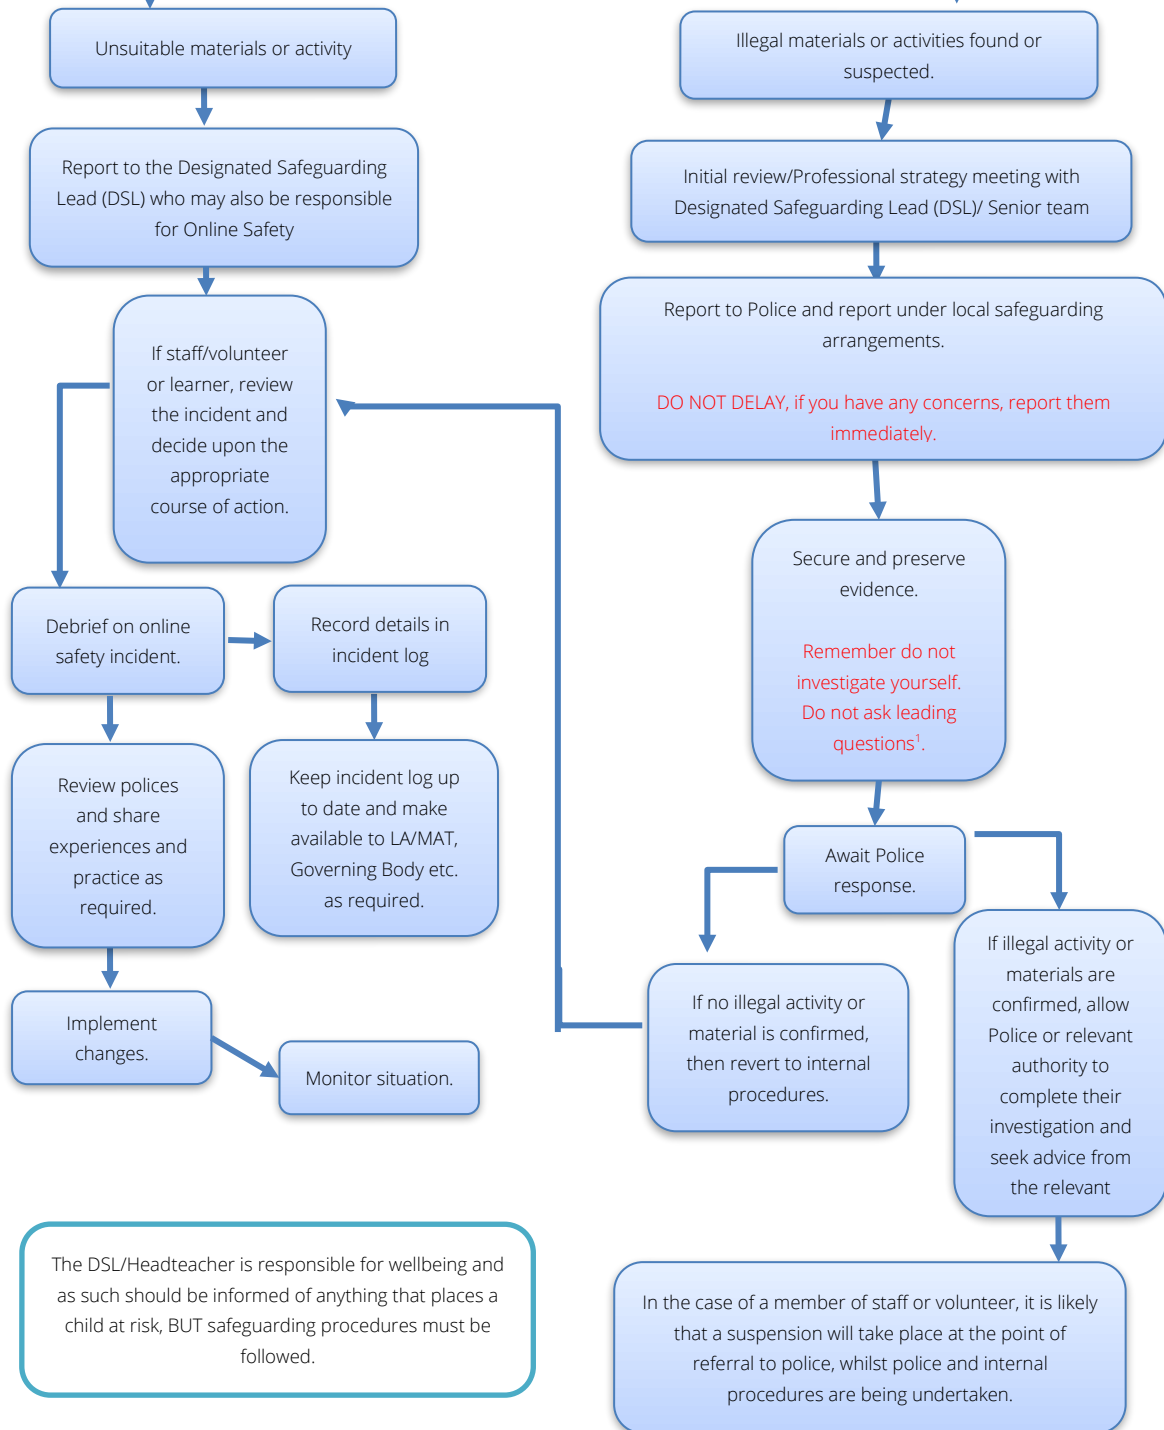 Unsuitable materials or activity
Report to the Designated Safeguarding
Lead (DSL) who may also be responsible
for Online Safety
If staff/volunteer
or learner, review
the incident and
decide upon the
appropriate
course of action.
Debrief on online
safety incident.
Record details in
incident log
Review polices
and share
experiences and
practice as
required.
Keep incident log up
to date and make
available to LA/MAT,
Governing Body etc.
as required.
Implement
changes.
Monitor situation.
The DSL/Headteacher is responsible for wellbeing and
as such should be informed of anything that places a
child at risk, BUT safeguarding procedures must be
followed.
Illegal materials or activities found or
suspected.
Initial review/Professional strategy meeting with
Designated Safeguarding Lead (DSL)/ Senior team
Report to Police and report under local safeguarding
arrangements.
DO NOT DELAY, if you have any concerns, report them
immediately.
Secure and preserve
evidence.
Remember do not
investigate yourself.
Do not ask leading
questions¹.
Await Police
response.
If no illegal activity or
material is confirmed,
then revert to internal
procedures.
If illegal activity or
materials are
confirmed, allow
Police or relevant
authority to
complete their
investigation and
seek advice from
the relevant
In the case of a member of staff or volunteer, it is likely
that a suspension will take place at the point of
referral to police, whilst police and internal
procedures are being undertaken.